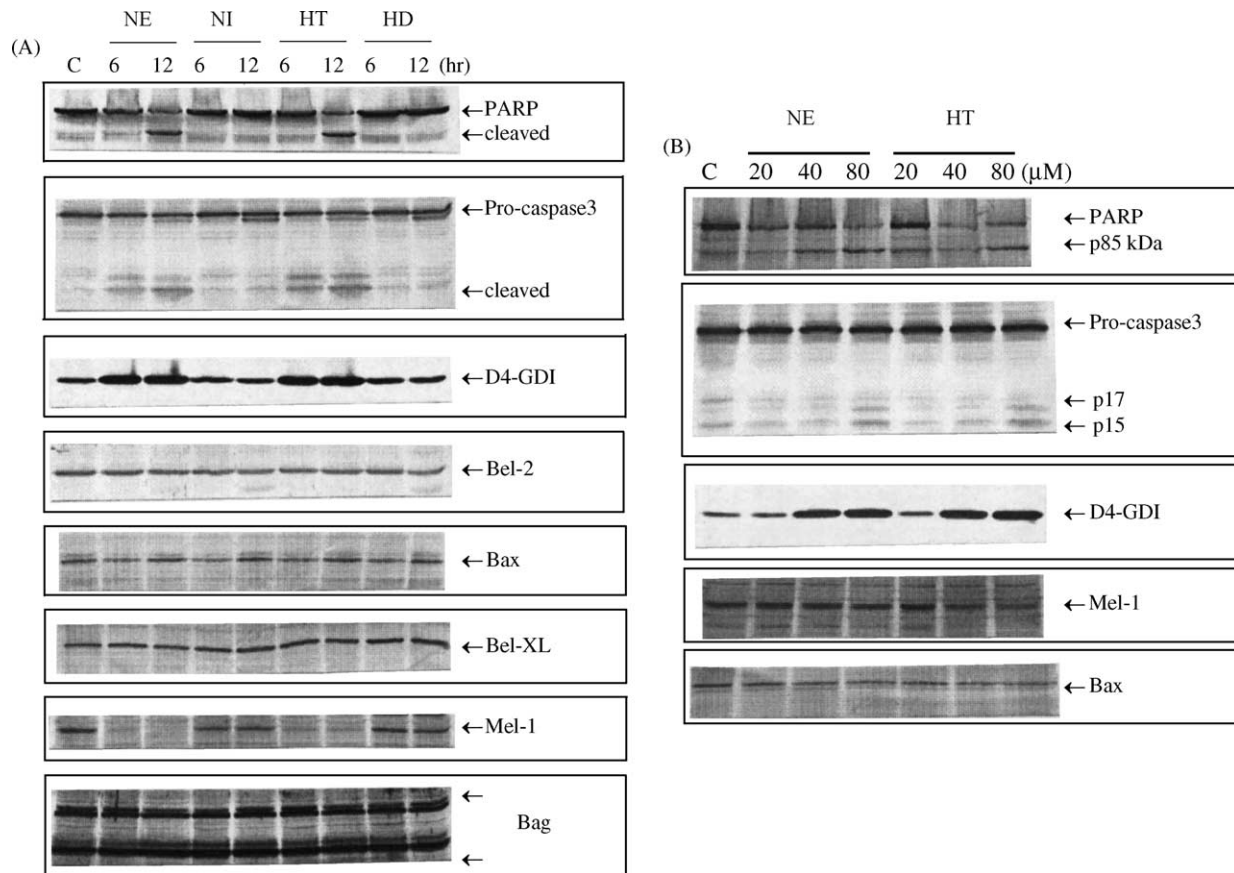 (A)
NE NI HT HD
C 6 12 6 12 6 12 6 12 (hr)
←PARP
←cleaved
←Pro-caspase3
←cleaved
←D4-GDI
←Bel-2
←Bax
←Bel-XL
←Mel-1
←
Bag
←
(B)
NE HT
C 20 40 80 20 40 80 (μM)
←PARP
←p85 kDa
←Pro-caspase3
←p17
←p15
←D4-GDI
←Mel-1
←Bax